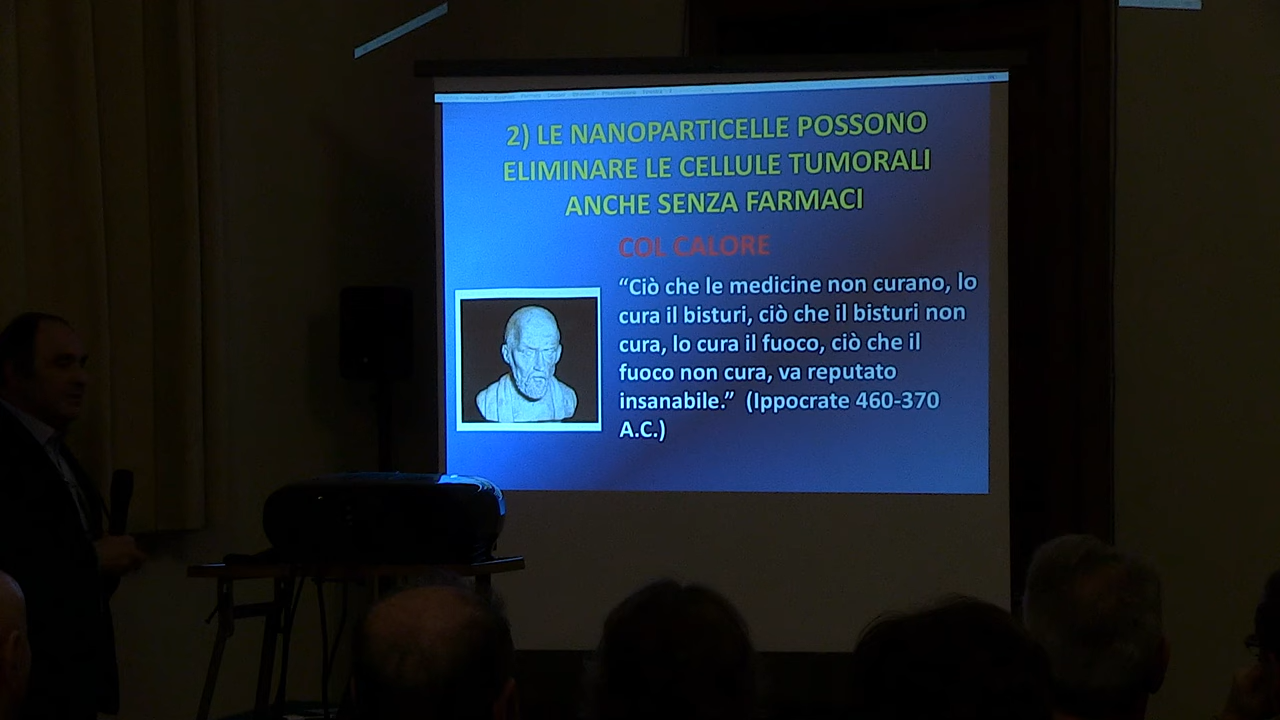 2) LE NANOPARTICELLE POSSONO
ELIMINARE LE CELLULE TUMORALI
ANCHE SENZA FARMACI
COL CALORE
“Ciò che le medicine non curano, lo
cura il bisturi, ciò che il bisturi non
cura, lo cura il fuoco, ciò che il
fuoco non cura, va reputato
insanabile.” (Ippocrate 460-370
A.C.)